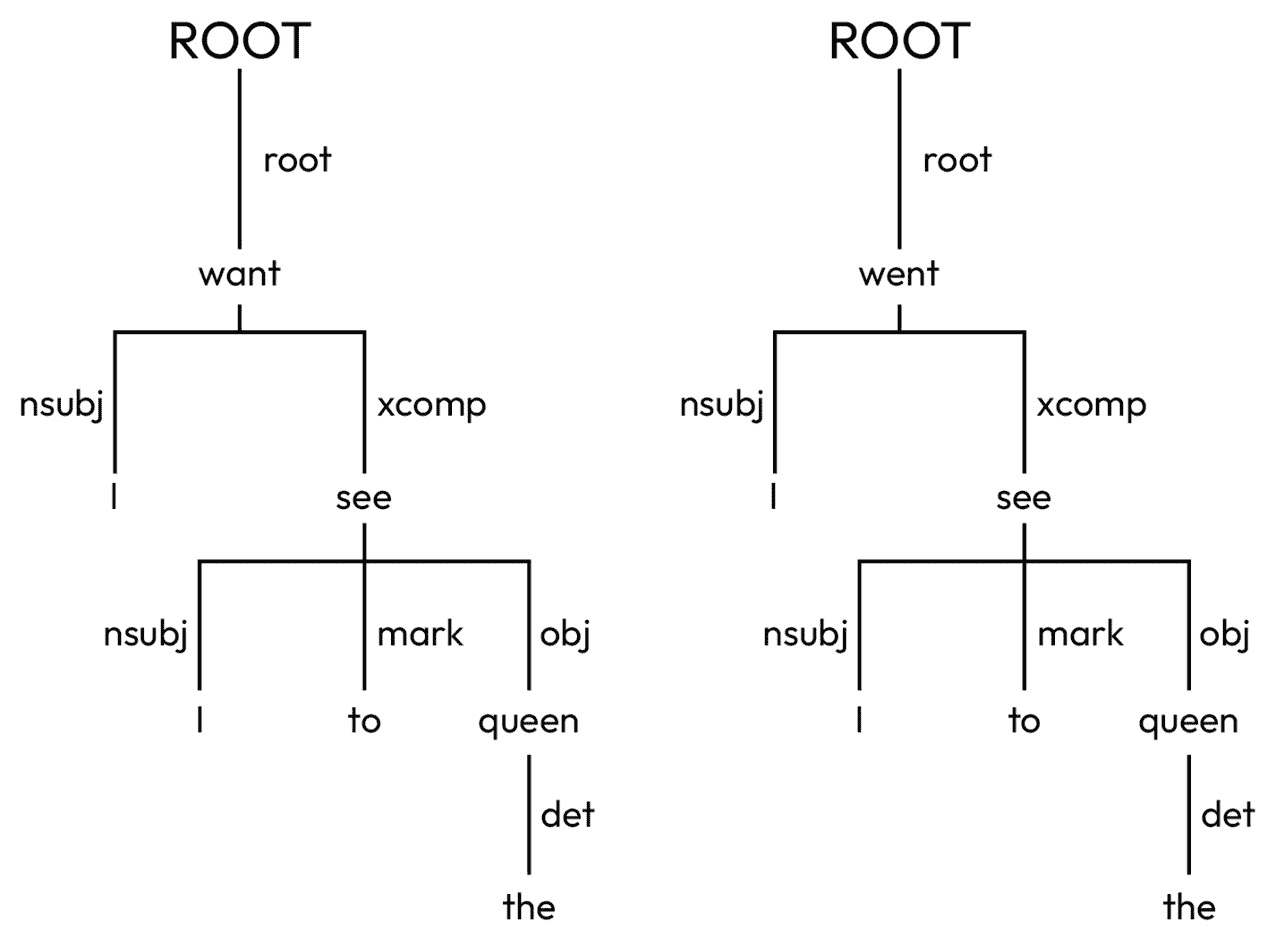 ROOT ROOT
root root
want went
nsubj xcomp nsubj xcomp
I see I see
nsubj mark obj nsubj mark obj
I to queen I to queen
det det
the the